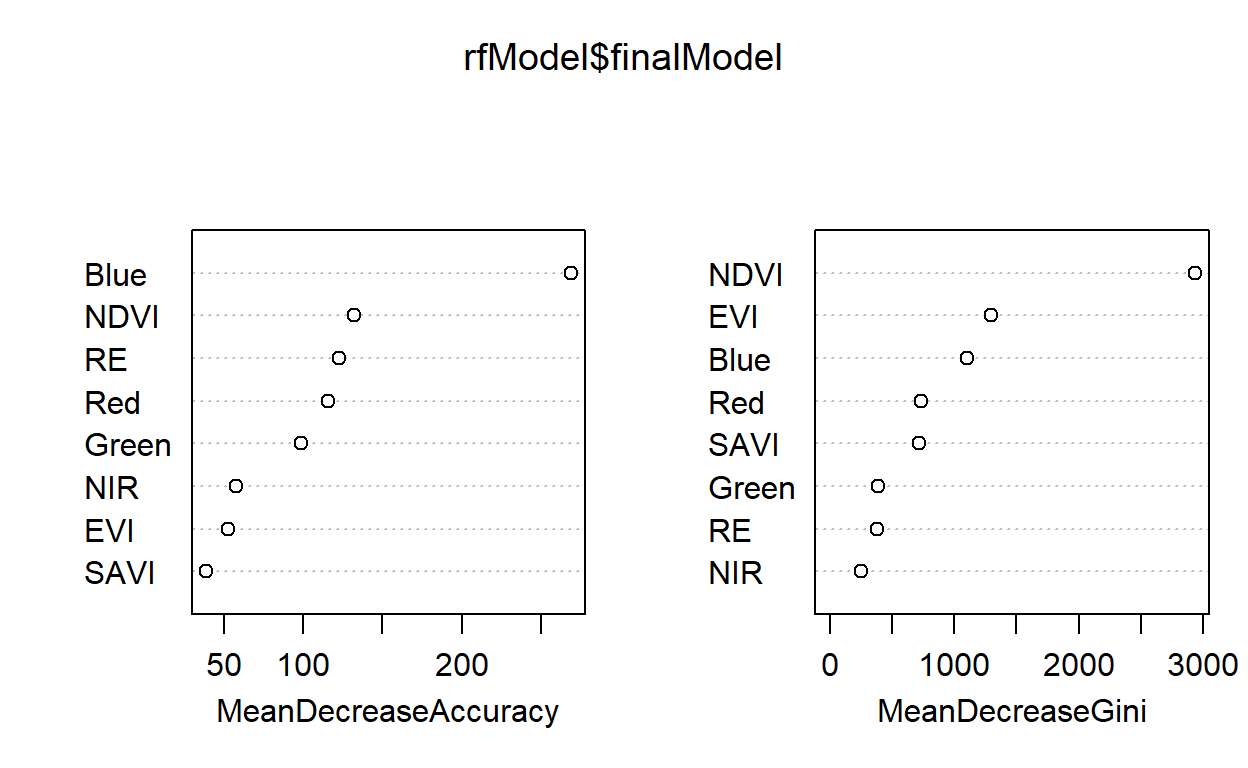 rfModel$finalModel
Blue
NDVI
RE
Red
Green
NIR
EVI
SAVI
50 100 200
MeanDecreaseAccuracy
NDVI
EVI
Blue
Red
SAVI
Green
RE
NIR
0 1000 2000 3000
MeanDecreaseGini